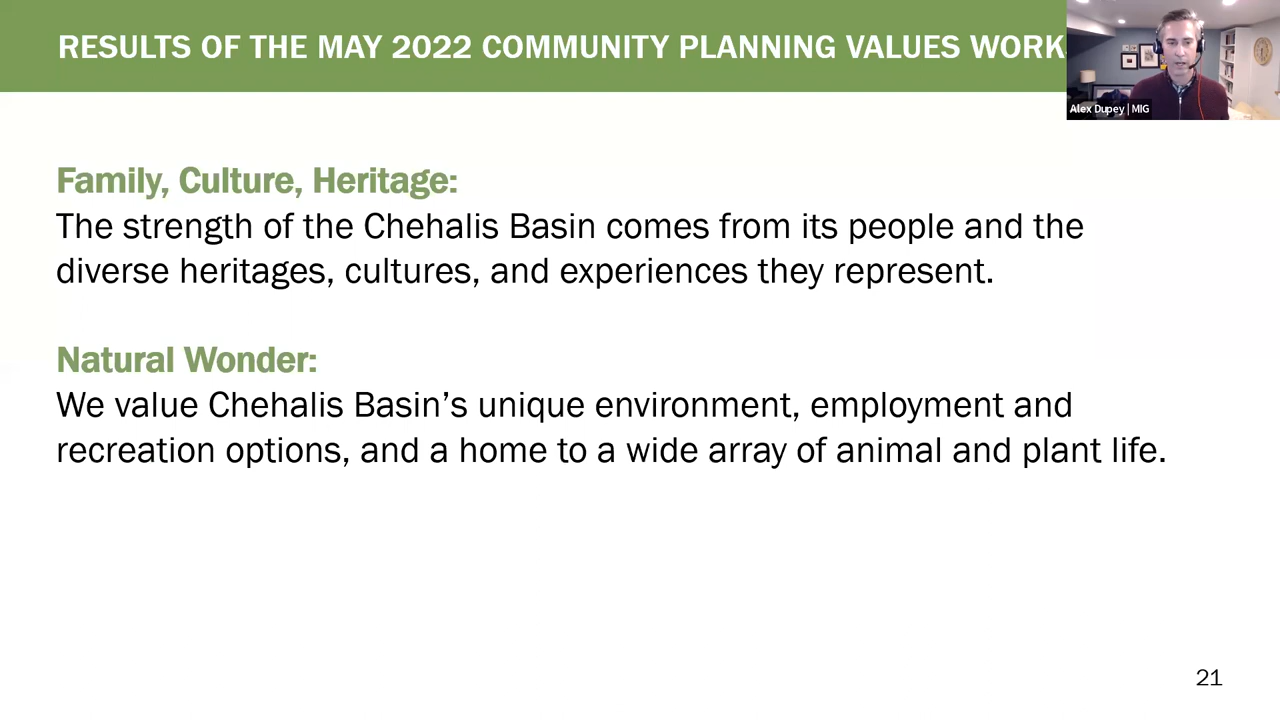 RESULTS OF THE MAY 2022 COMMUNITY PLANNING VALUES WORK
Alex Dupey | MIG
Family, Culture, Heritage:
The strength of the Chehalis Basin comes from its people and the
diverse heritages, cultures, and experiences they represent.
Natural Wonder:
We value Chehalis Basin’s unique environment, employment and
recreation options, and a home to a wide array of animal and plant life.
21